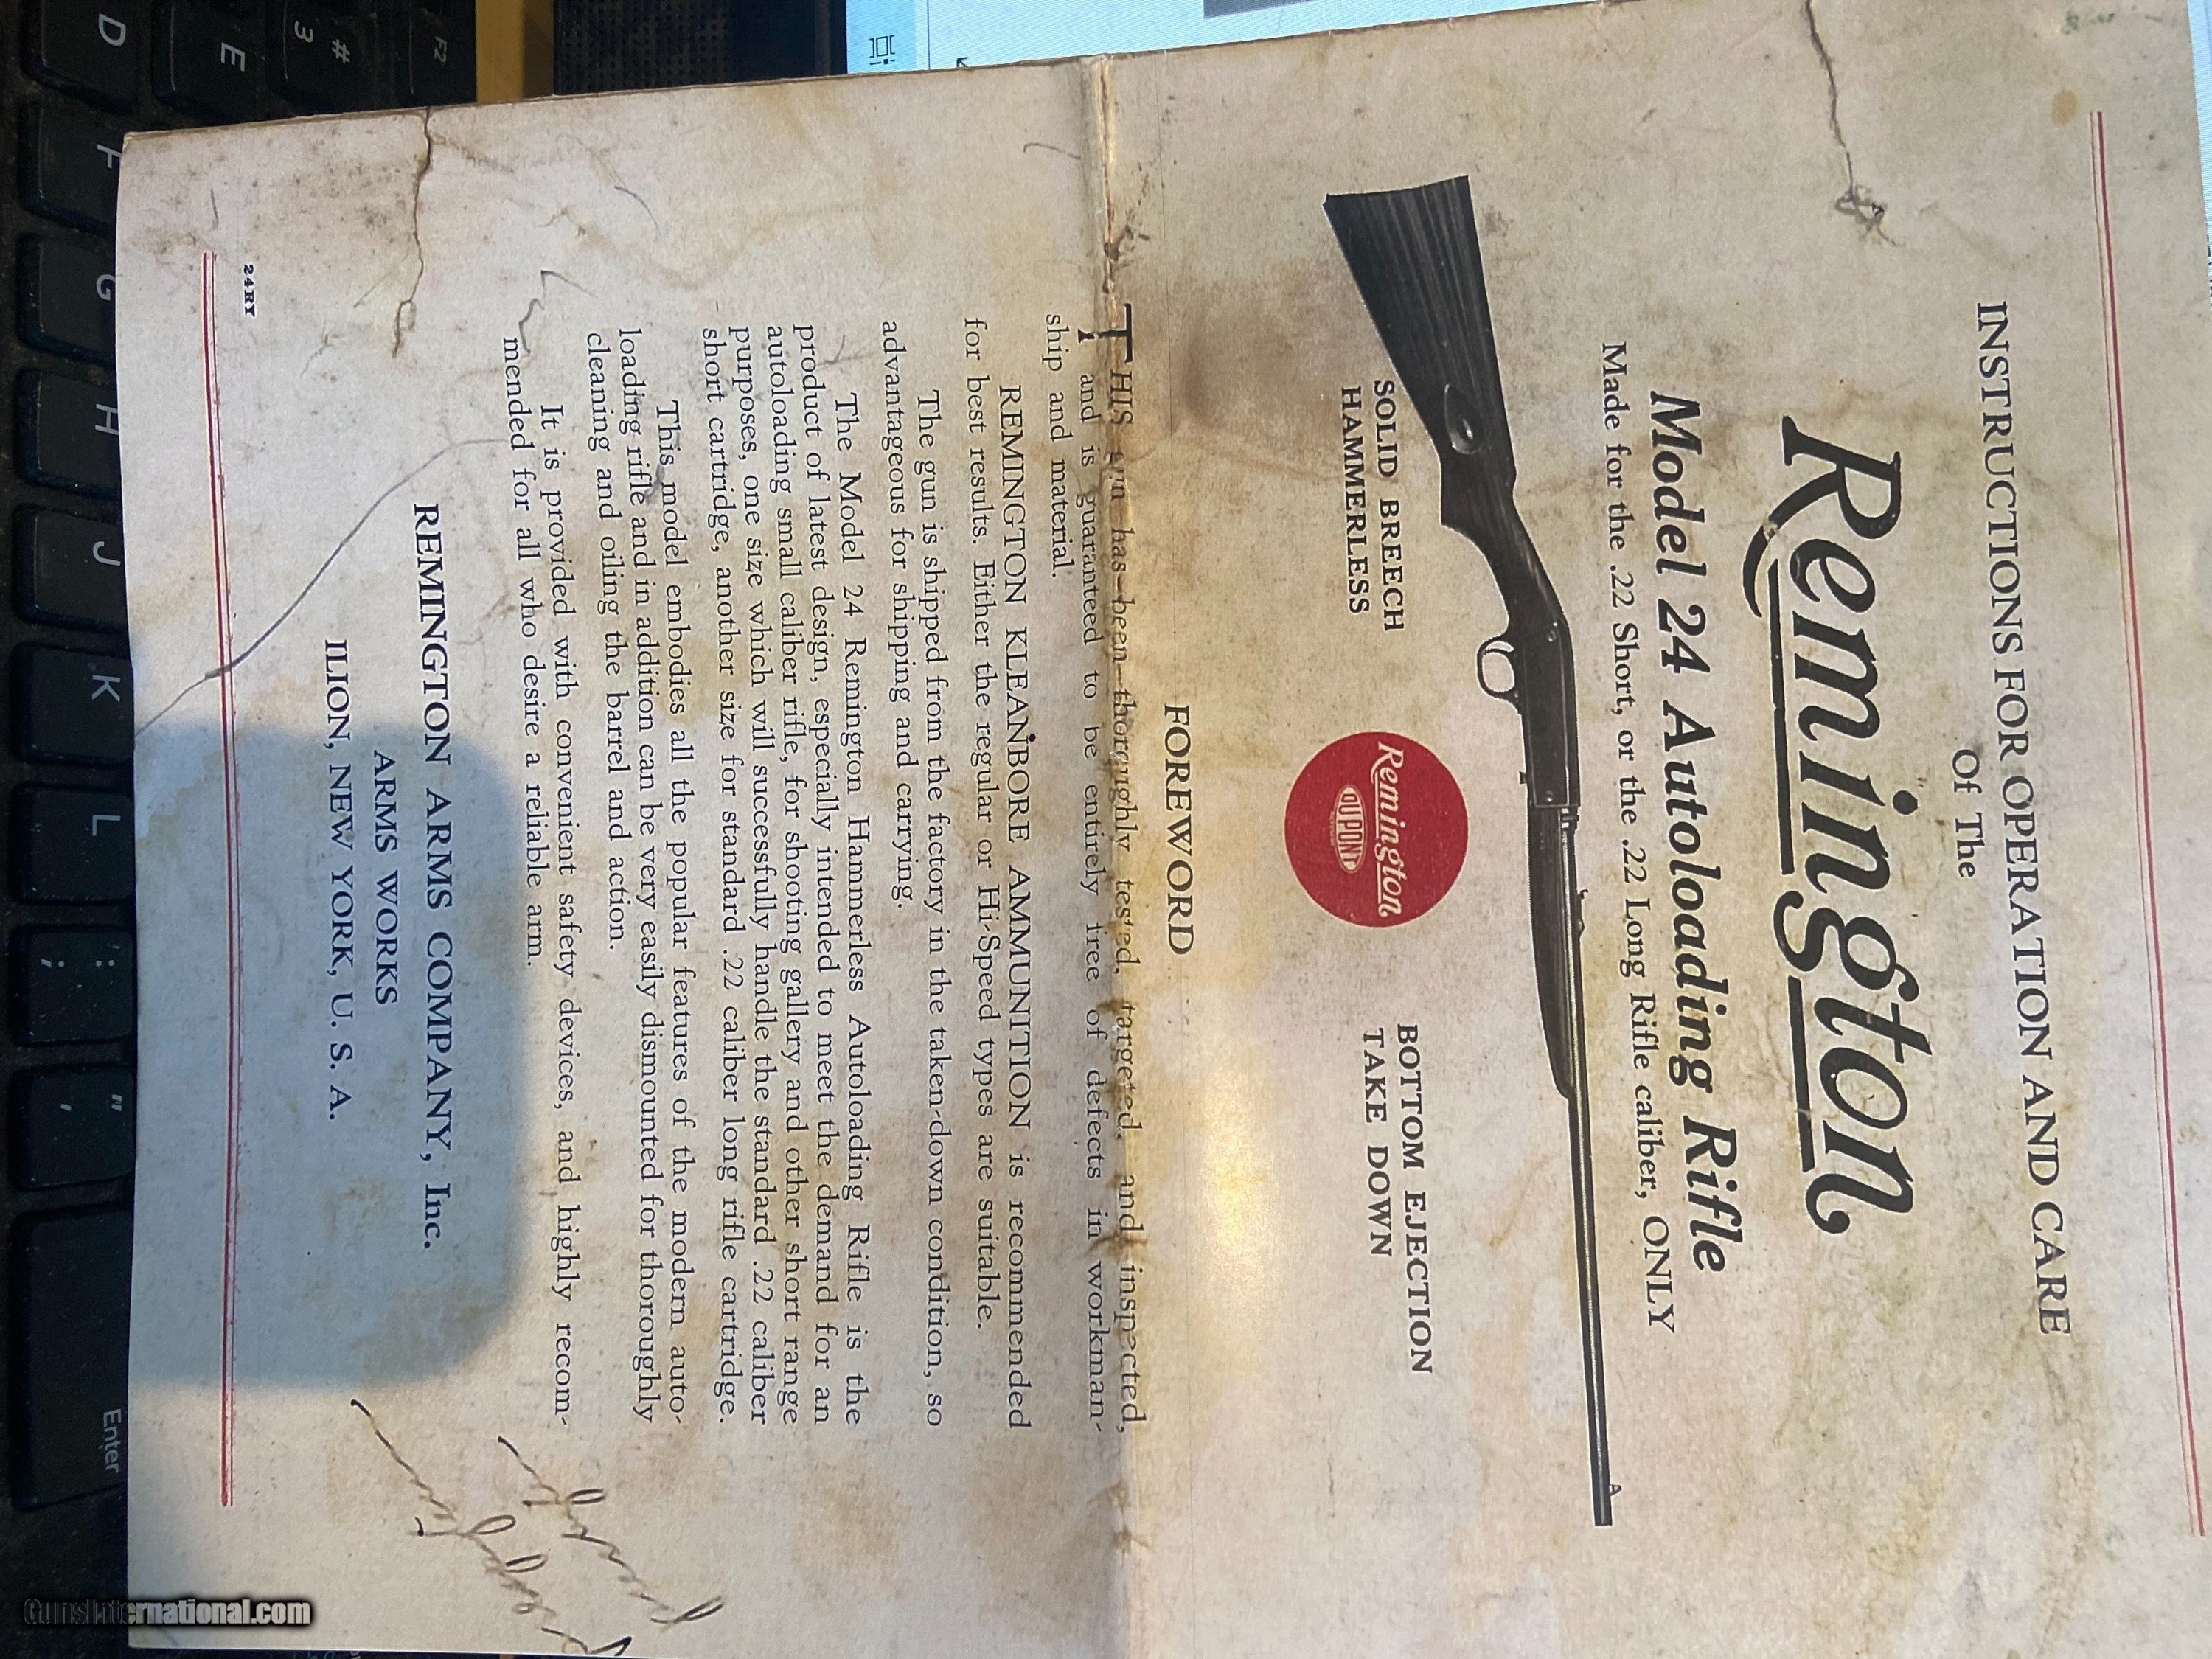 INSTRUCTIONS FOR OPERATION AND CARE
Of The
Remington
Model 24 Autoloading Rifle
Made for the .22 Short, or the .22 Long Rifle caliber, ONLY
SOLID BREECH
HAMMERLESS
Remington
DUPONT
BOTTOM EJECTION
TAKE DOWN
FOREWORD
THIS gun has been thoroughly tested, targeted, and inspected,
and is guaranteed to be entirely free of defects in workman-
ship and material.
REMINGTON KLEANBORE AMMUNITION is recommended
for best results. Either the regular or Hi-Speed types are suitable.
The gun is shipped from the factory in the taken-down condition, so
advantageous for shipping and carrying.
The Model 24 Remington Hammerless Autoloading Rifle is the
product of latest design, especially intended to meet the demand for an
autoloading small caliber rifle, for shooting gallery and other short range
purposes, one size which will successfully handle the standard .22 caliber
short cartridge, another size for standard .22 caliber long rifle cartridge.
This model embodies all the popular features of the modern auto-
loading rifle and in addition can be very easily dismounted for thoroughly
cleaning and oiling the barrel and action.
It is provided with convenient safety devices, and highly recom-
mended for all who desire a reliable arm.
REMINGTON ARMS COMPANY, Inc.
ARMS WORKS
ILION, NEW YORK, U. S. A.
24RY
F2
#
3
E
D
F
G
H
J
K
L
:
;
"
'
Enter
GunsInternational.com